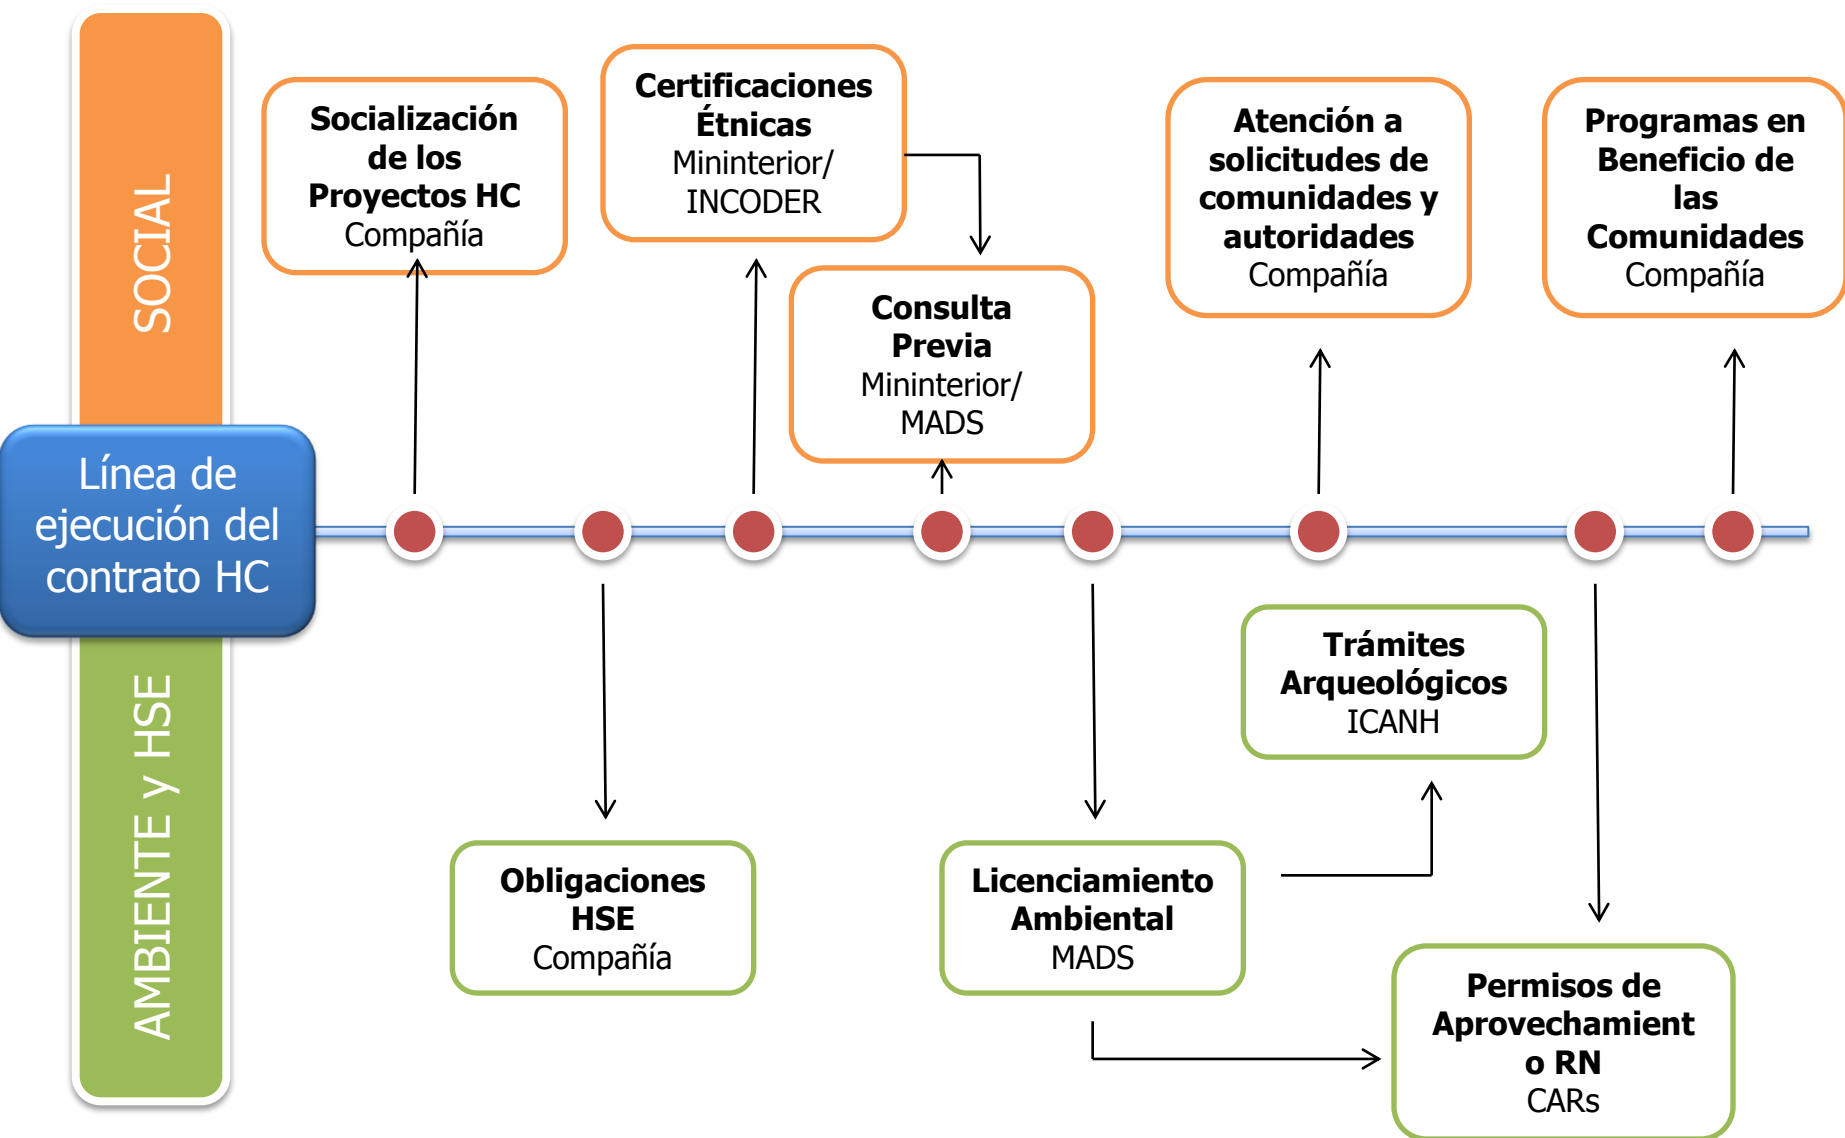 SOCIAL
Socialización
de los
Proyectos HC
Compañía
Certificaciones
Étnicas
Mininterior/
INCODER
Consulta
Previa
Mininterior/
MADS
Atención a
solicitudes de
comunidades y
autoridades
Compañía
Programas en
Beneficio de
las
Comunidades
Compañía
Línea de
ejecución del
contrato HC
AMBIENTE y HSE
Obligaciones
HSE
Compañía
Licenciamiento
Ambiental
MADS
Trámites
Arqueológicos
ICANH
Permisos de
Aprovechamient
o RN
CARs